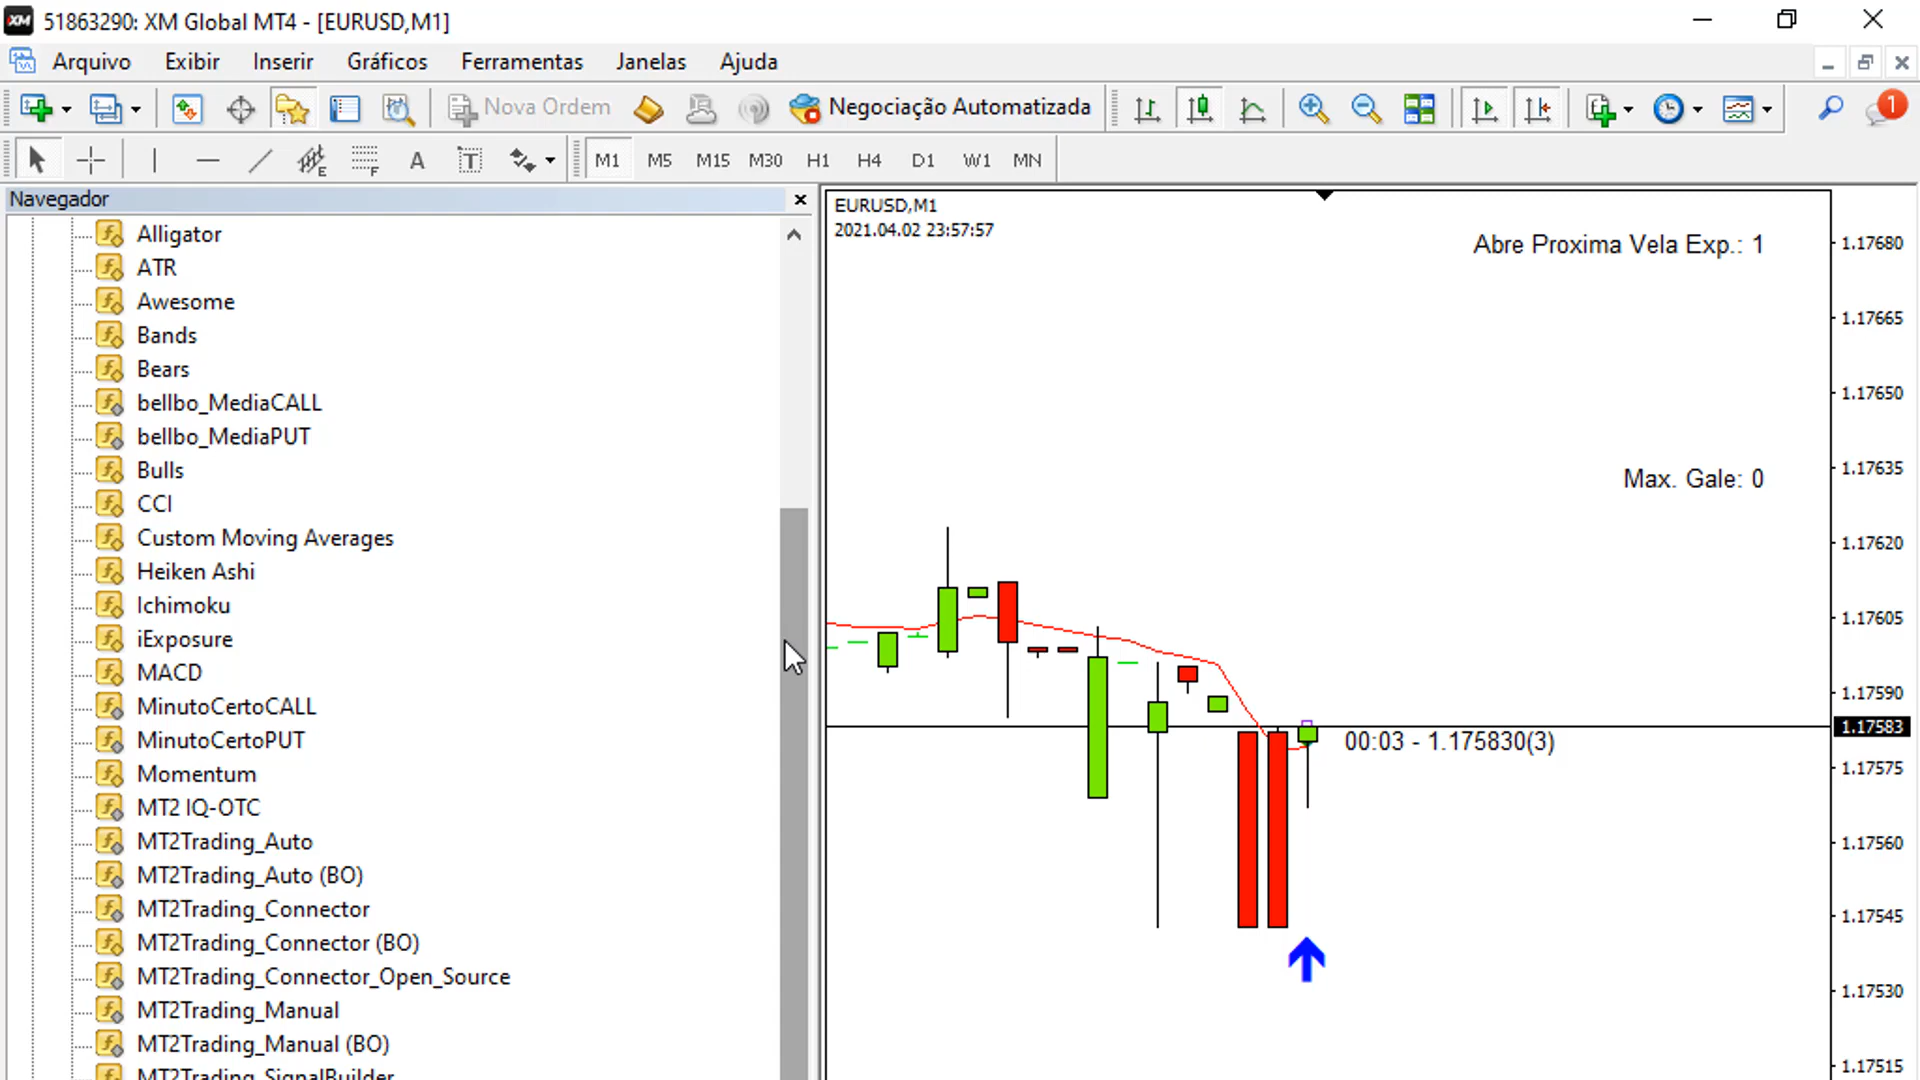 XM 51863290: XM Global MT4 - [EURUSD,M1]
Arquivo Exibir Inserir Gráficos Ferramentas Janelas Ajuda
Nova Ordem Negociação Automatizada 1
E F A T M1 M5 M15 M30 H1 H4 D1 W1 MN
Navegador
Alligator
ATR
Awesome
Bands
Bears
bellbo_MediaCALL
bellbo_MediaPUT
Bulls
CCI
Custom Moving Averages
Heiken Ashi
Ichimoku
iExposure
MACD
MinutoCertoCALL
MinutoCertoPUT
Momentum
MT2 IQ-OTC
MT2Trading_Auto
MT2Trading_Auto (BO)
MT2Trading_Connector
MT2Trading_Connector (BO)
MT2Trading_Connector_Open_Source
MT2Trading_Manual
MT2Trading_Manual (BO)
MT2Trading_SignalBuilder
EURUSD,M1
2021.04.02 23:57:57
Abre Proxima Vela Exp.: 1
Max. Gale: 0
00:03 - 1.175830(3)
1.17680
1.17665
1.17650
1.17635
1.17620
1.17605
1.17590
1.17583
1.17575
1.17560
1.17545
1.17530
1.17515